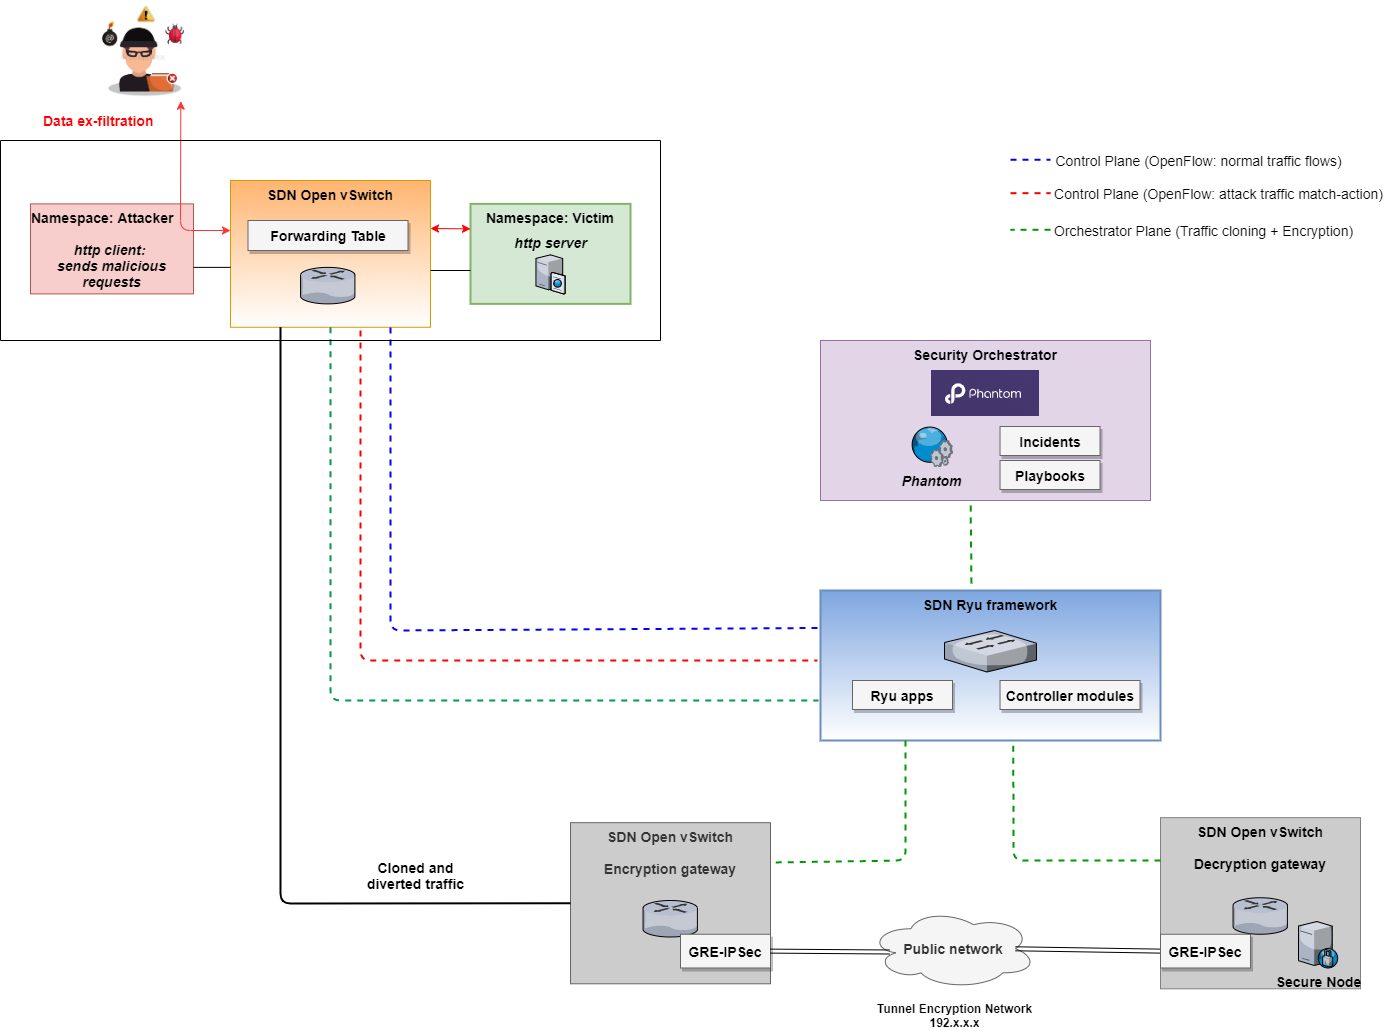 Data ex-filtration
SDN Open vSwitch
Forwarding Table
Namespace: Attacker
http client:
sends malicious
requests
Namespace: Victim
http server
Control Plane (OpenFlow: normal traffic flows)
Control Plane (OpenFlow: attack traffic match-action)
Orchestrator Plane (Traffic cloning + Encryption)
Security Orchestrator
Phantom
Phantom
Incidents
Playbooks
SDN Ryu framework
Ryu apps
Controller modules
Cloned and
diverted traffic
SDN Open vSwitch
Encryption gateway
GRE-IPSec
Public network
Tunnel Encryption Network
192.x.x.x
SDN Open vSwitch
Decryption gateway
GRE-IPSec
Secure Node